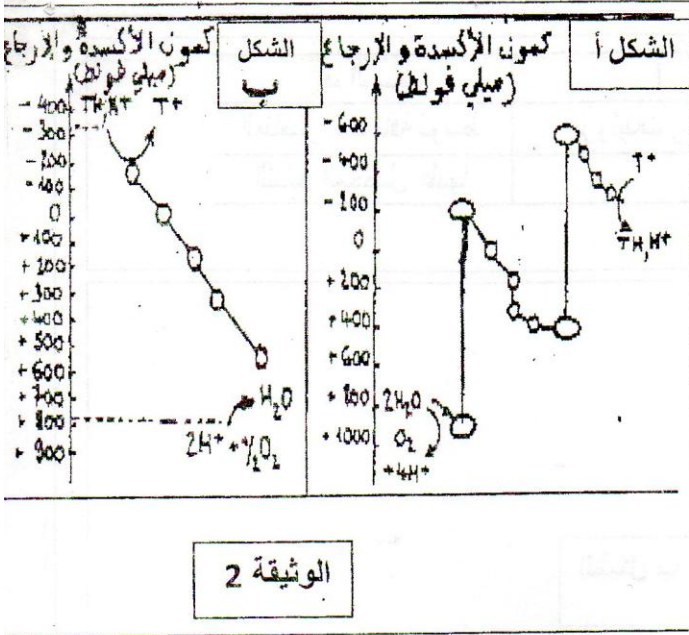 الشكل أ
كمون الأكسدة و الإرجاع
(ميلي فولط)
- 600
- 400
- 200
0
+ 200
+ 400
+ 600
+ 800
+ 1000
T+
TH,H+
2H₂O
O₂
+4H+
الشكل
ب
كمون الأكسدة و الإرجاع
(ميلي فولط)
- 400
- 300
- 200
- 100
0
+ 100
+ 200
+ 300
+ 400
+ 500
+ 600
+ 700
+ 800
+ 900
TH,H+ T+
H₂O
2H+ +½O₂
الوثيقة 2